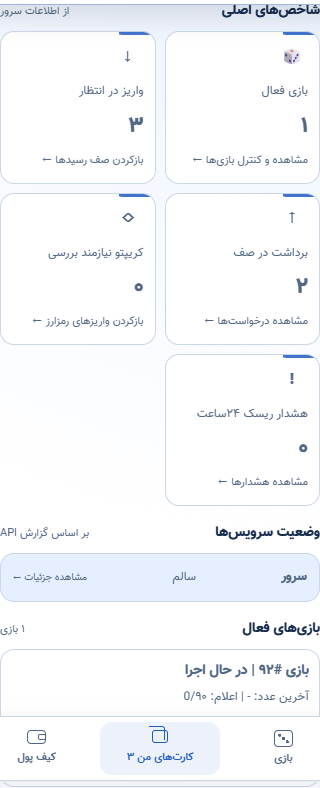 شاخص‌های اصلی
از اطلاعات سرور
بازی فعال
۱
مشاهده و کنترل بازی‌ها ←
واریز در انتظار
۳
بازکردن صف رسیدها ←
برداشت در صف
۲
مشاهده درخواست‌ها ←
کریپتو نیازمند بررسی
۰
بازکردن واریزهای رمزارز ←
!
هشدار ریسک ۲۴ساعت
۰
مشاهده هشدارها ←
وضعیت سرویس‌ها
بر اساس گزارش API
سرور
سالم
مشاهده جزئیات ←
بازی‌های فعال
۱ بازی
بازی #۹۲ | در حال اجرا
آخرین عدد: - | اعلام: ۰/۹۰
بازی
کارت‌های من ۳
کیف پول